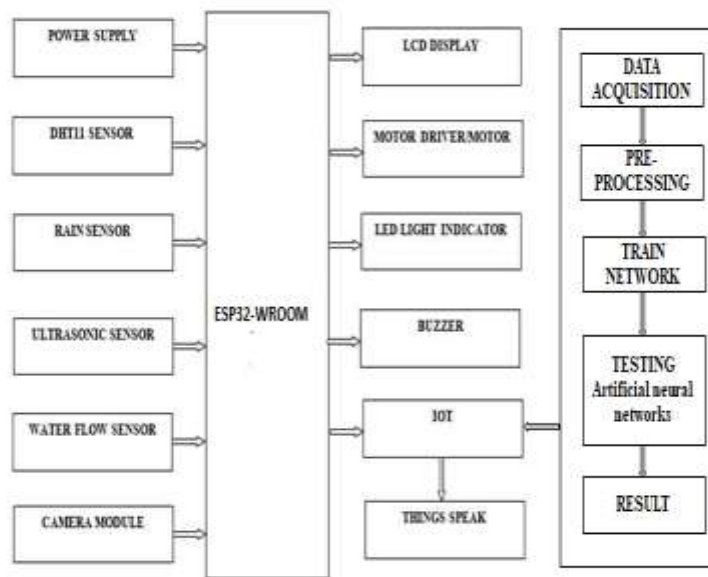 POWER SUPPLY
DHT11 SENSOR
RAIN SENSOR
ULTRASONIC SENSOR
WATER FLOW SENSOR
CAMERA MODULE
ESP32-WROOM
LCD DISPLAY
MOTOR DRIVER/MOTOR
LED LIGHT INDICATOR
BUZZER
IOT
THINGS SPEAK
DATA
ACQUISITION
PRE-
PROCESSING
TRAIN
NETWORK
TESTING
Artificial neural
networks
RESULT